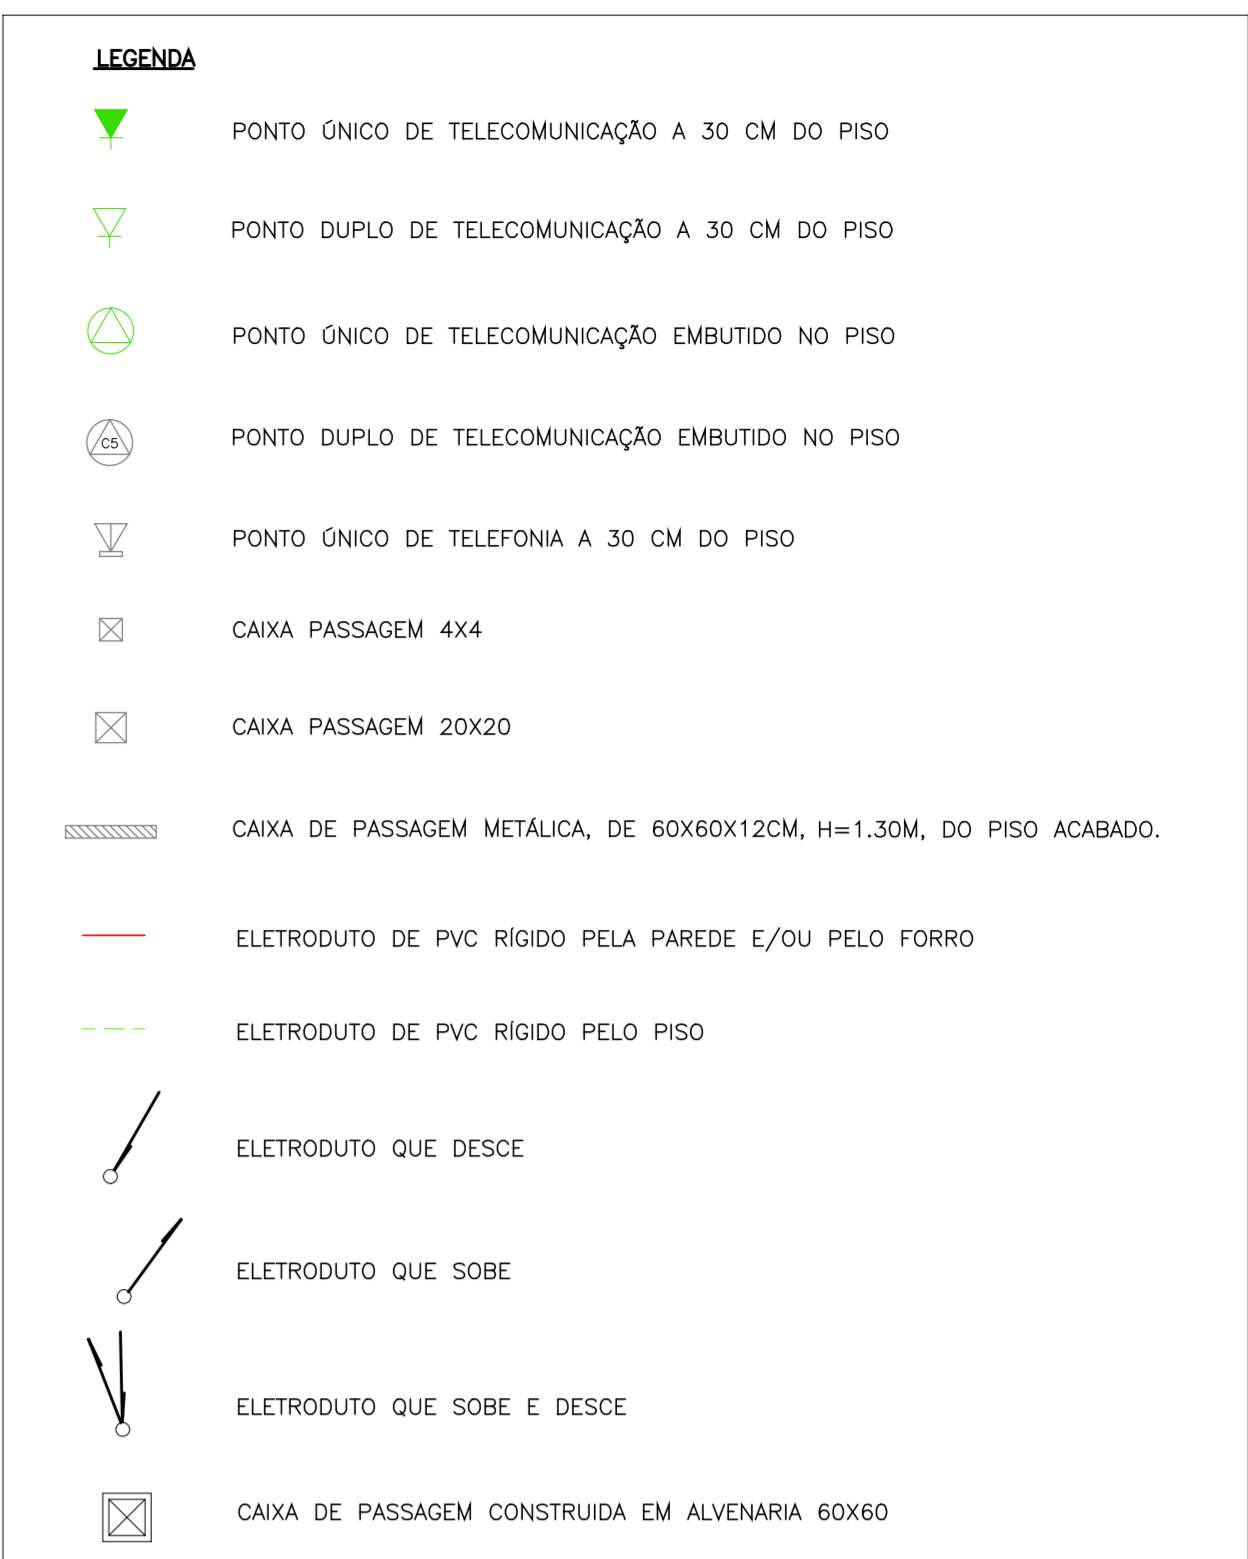 LEGENDA
PONTO ÚNICO DE TELECOMUNICAÇÃO A 30 CM DO PISO
PONTO DUPLO DE TELECOMUNICAÇÃO A 30 CM DO PISO
PONTO ÚNICO DE TELECOMUNICAÇÃO EMBUTIDO NO PISO
C5 PONTO DUPLO DE TELECOMUNICAÇÃO EMBUTIDO NO PISO
PONTO ÚNICO DE TELEFONIA A 30 CM DO PISO
CAIXA PASSAGEM 4X4
CAIXA PASSAGEM 20X20
CAIXA DE PASSAGEM METÁLICA, DE 60X60X12CM, H=1.30M, DO PISO ACABADO.
ELETRODUTO DE PVC RÍGIDO PELA PAREDE E/OU PELO FORRO
ELETRODUTO DE PVC RÍGIDO PELO PISO
ELETRODUTO QUE DESCE
ELETRODUTO QUE SOBE
ELETRODUTO QUE SOBE E DESCE
CAIXA DE PASSAGEM CONSTRUIDA EM ALVENARIA 60X60